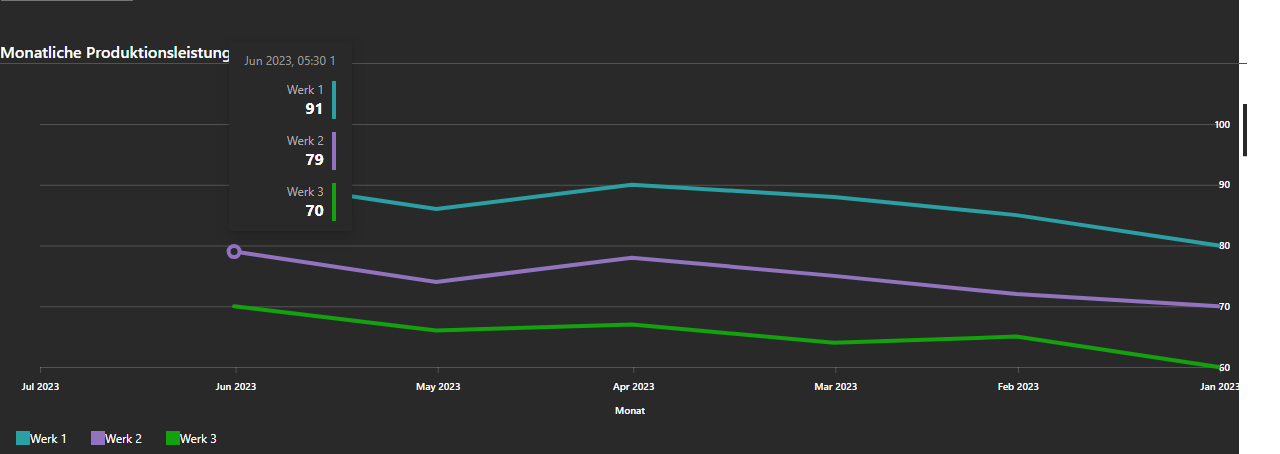 Monatliche Produktionsleistung
Jun 2023, 05:30 1
Werk 1
91
Werk 2
79
Werk 3
70
100
90
80
70
60
Jul 2023
Jun 2023
May 2023
Apr 2023
Mar 2023
Feb 2023
Jan 2023
Monat
Werk 1
Werk 2
Werk 3